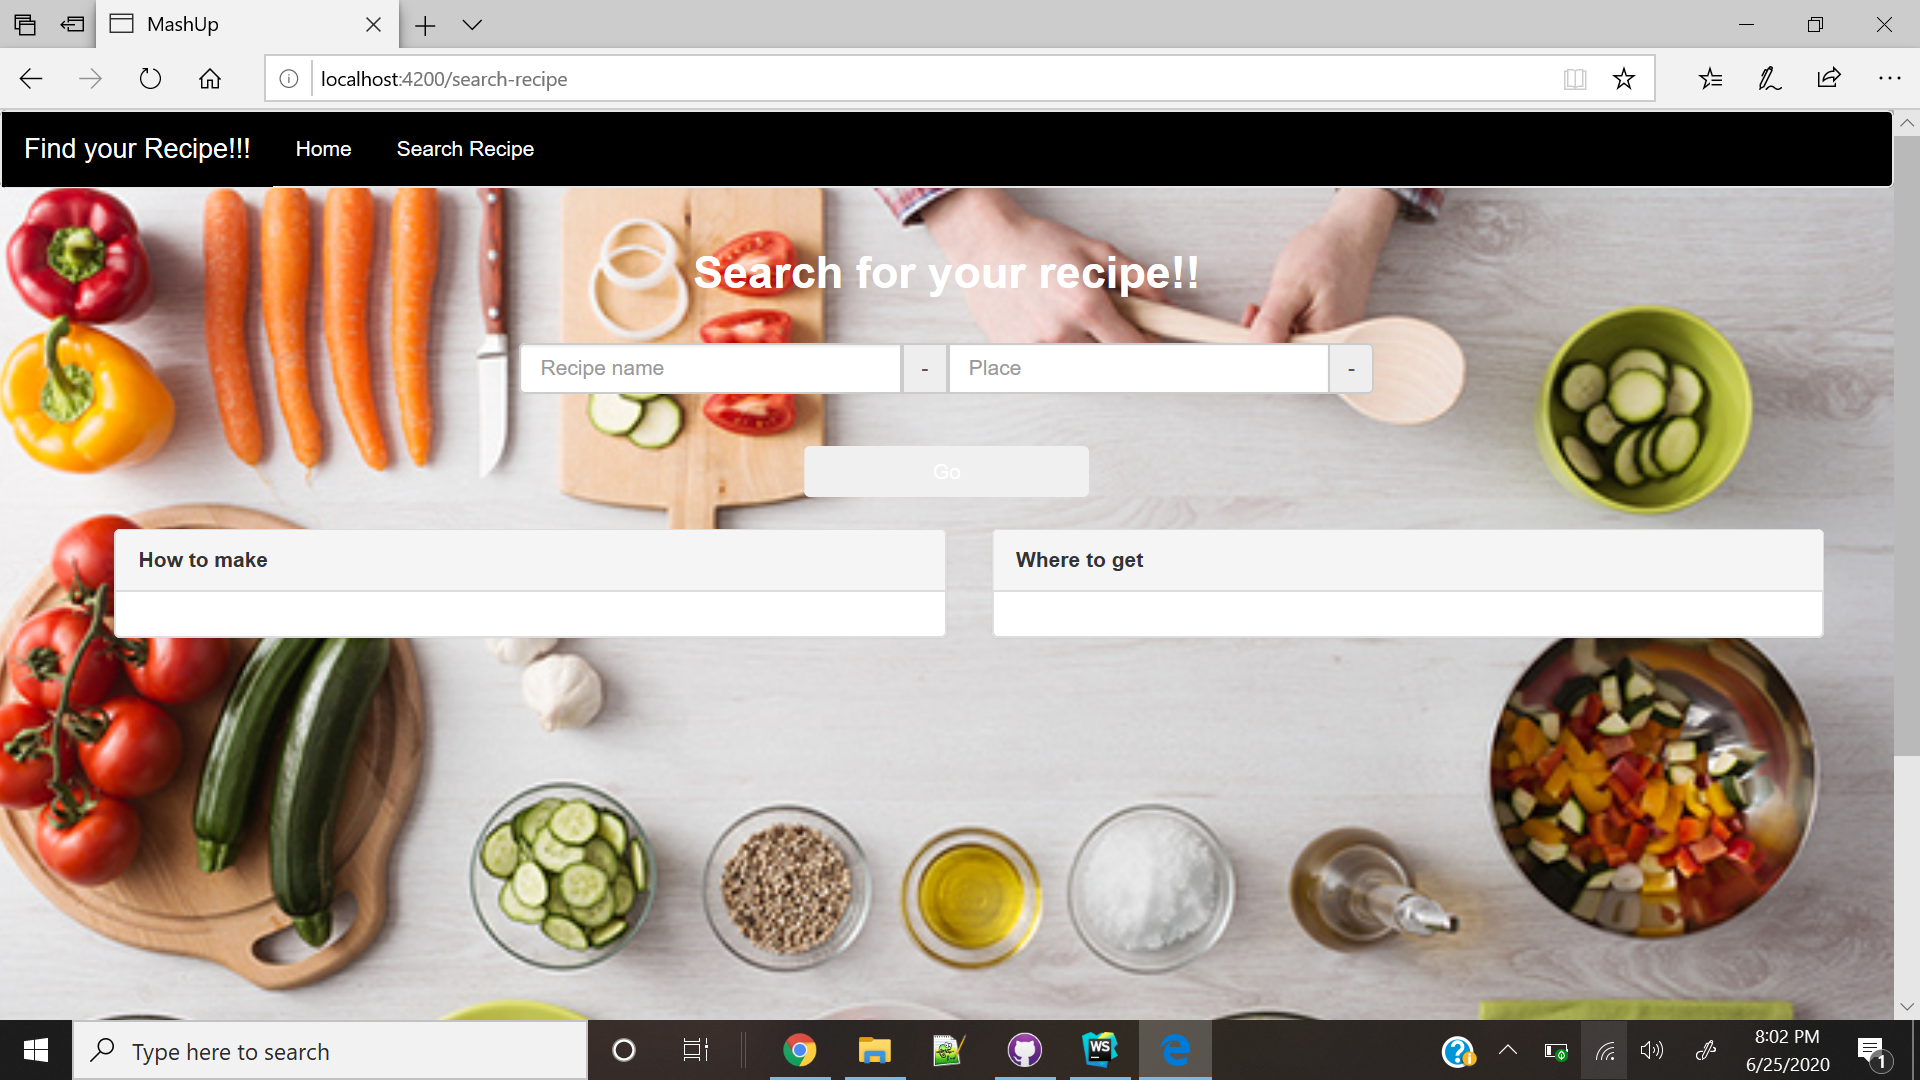 MashUp
localhost:4200/search-recipe
Find your Recipe!!! Home Search Recipe
Search for your recipe!!
Recipe name - Place -
Go
How to make Where to get
Type here to search
WS
8:02 PM
6/25/2020
1